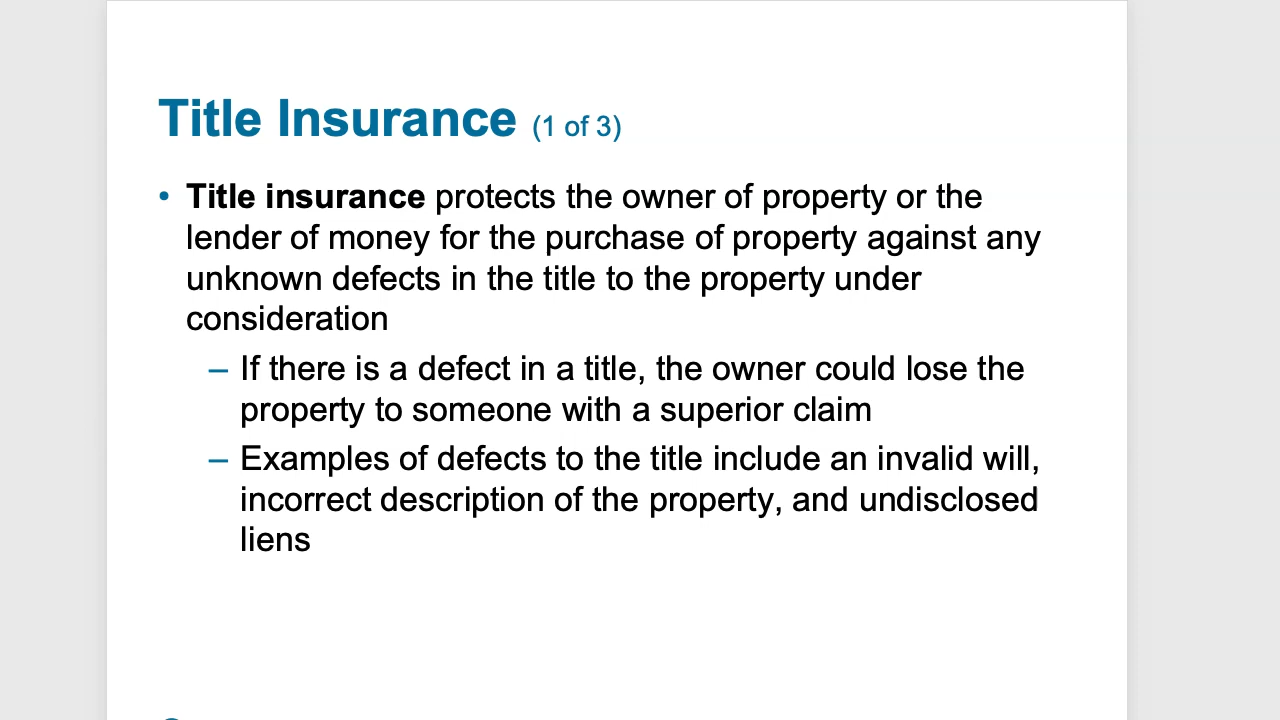 Title Insurance (1 of 3)
• Title insurance protects the owner of property or the
lender of money for the purchase of property against any
unknown defects in the title to the property under
consideration
– If there is a defect in a title, the owner could lose the
property to someone with a superior claim
– Examples of defects to the title include an invalid will,
incorrect description of the property, and undisclosed
liens